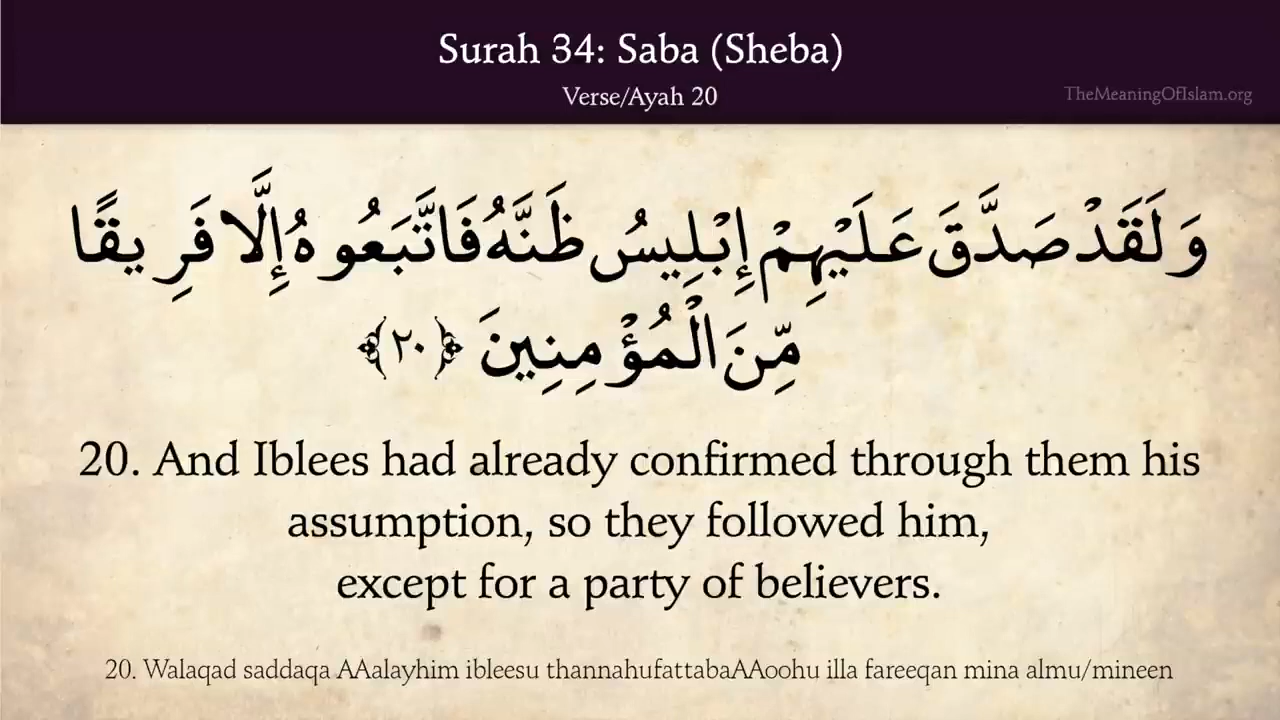 Surah 34: Saba (Sheba)
Verse/Ayah 20
TheMeaningOfIslam.org
وَلَقَدْ صَدَّقَ عَلَيْهِمْ إِبْلِيسُ ظَنَّهُ فَاتَّبَعُوهُ إِلَّا فَرِيقًا
مِّنَ الْمُؤْمِنِينَ ﴿٢٠﴾
20. And Iblees had already confirmed through them his
assumption, so they followed him,
except for a party of believers.
20. Walaqad saddaqa AAalayhim ibleesu thannahufattabaAAoohu illa fareeqan mina almu/mineen